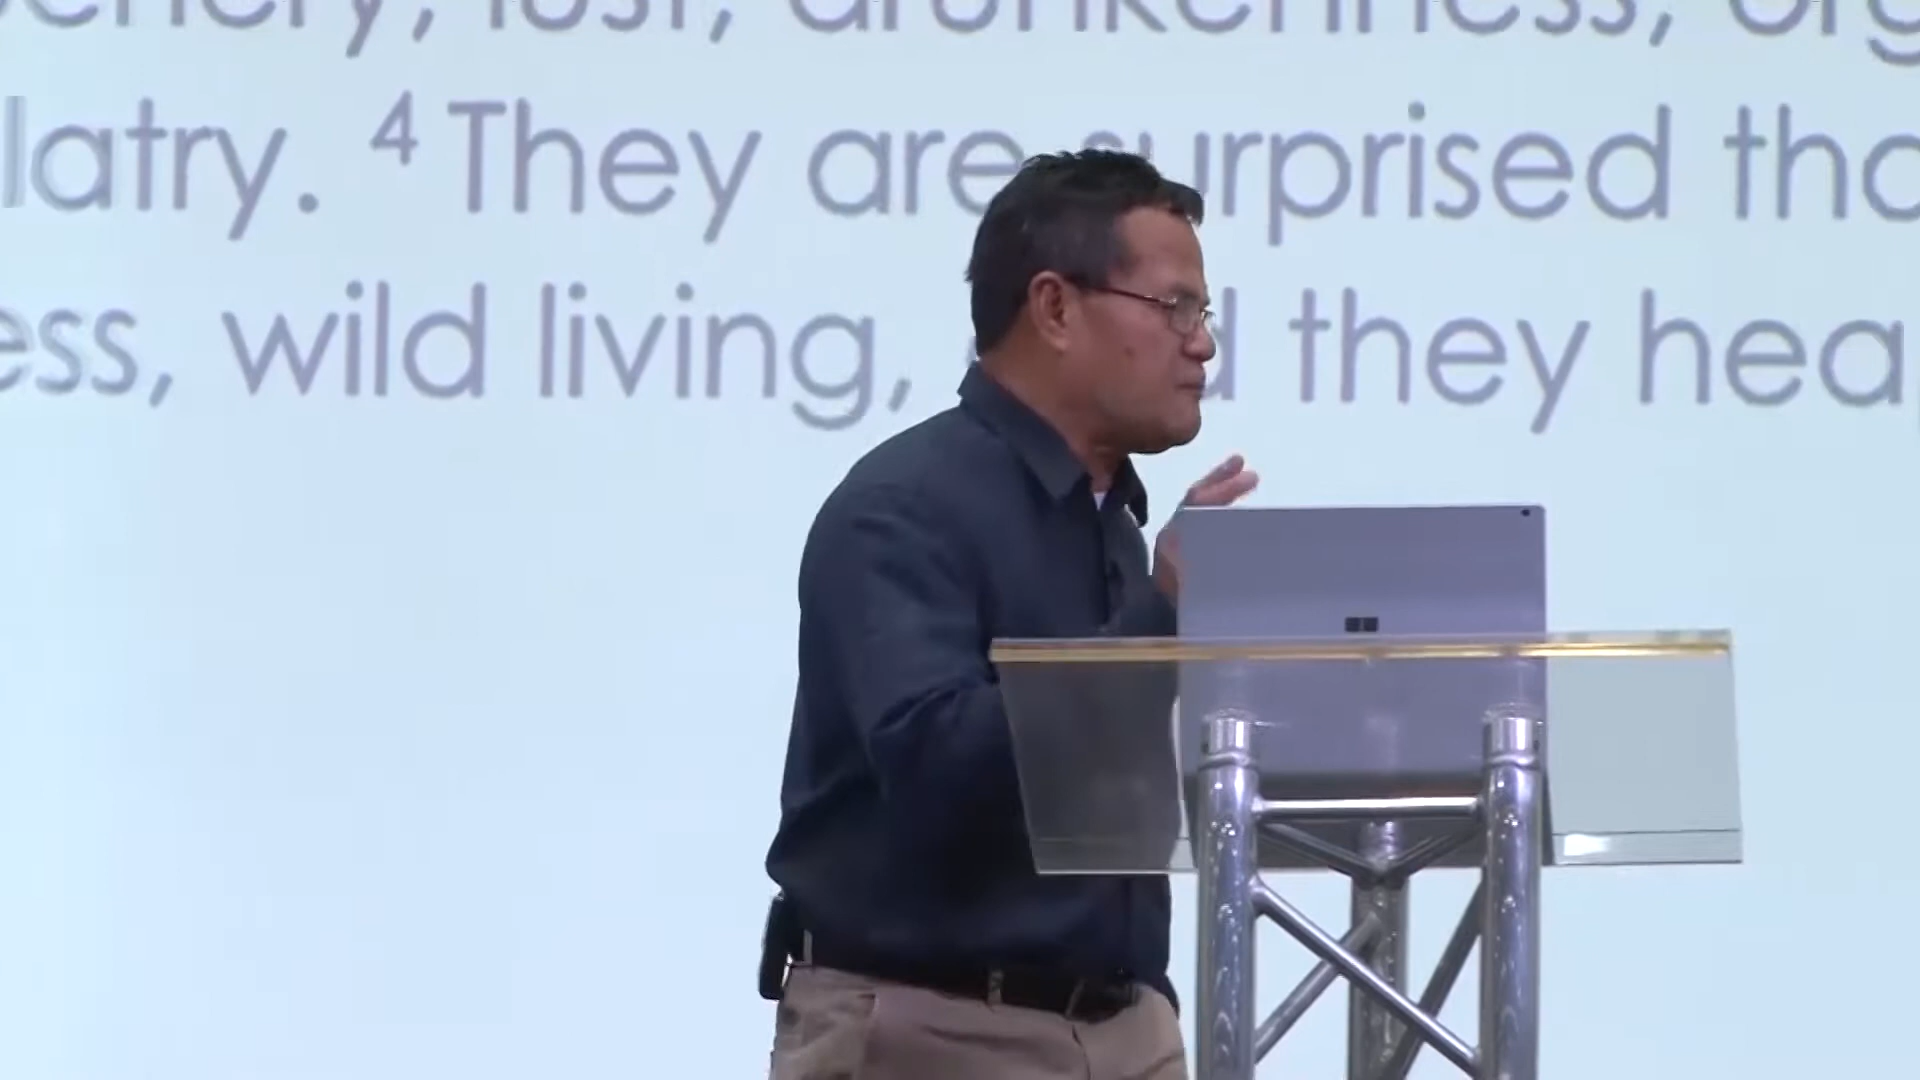 lust, drunkenness,
latry. 4 They are surprised
ess, wild living, they